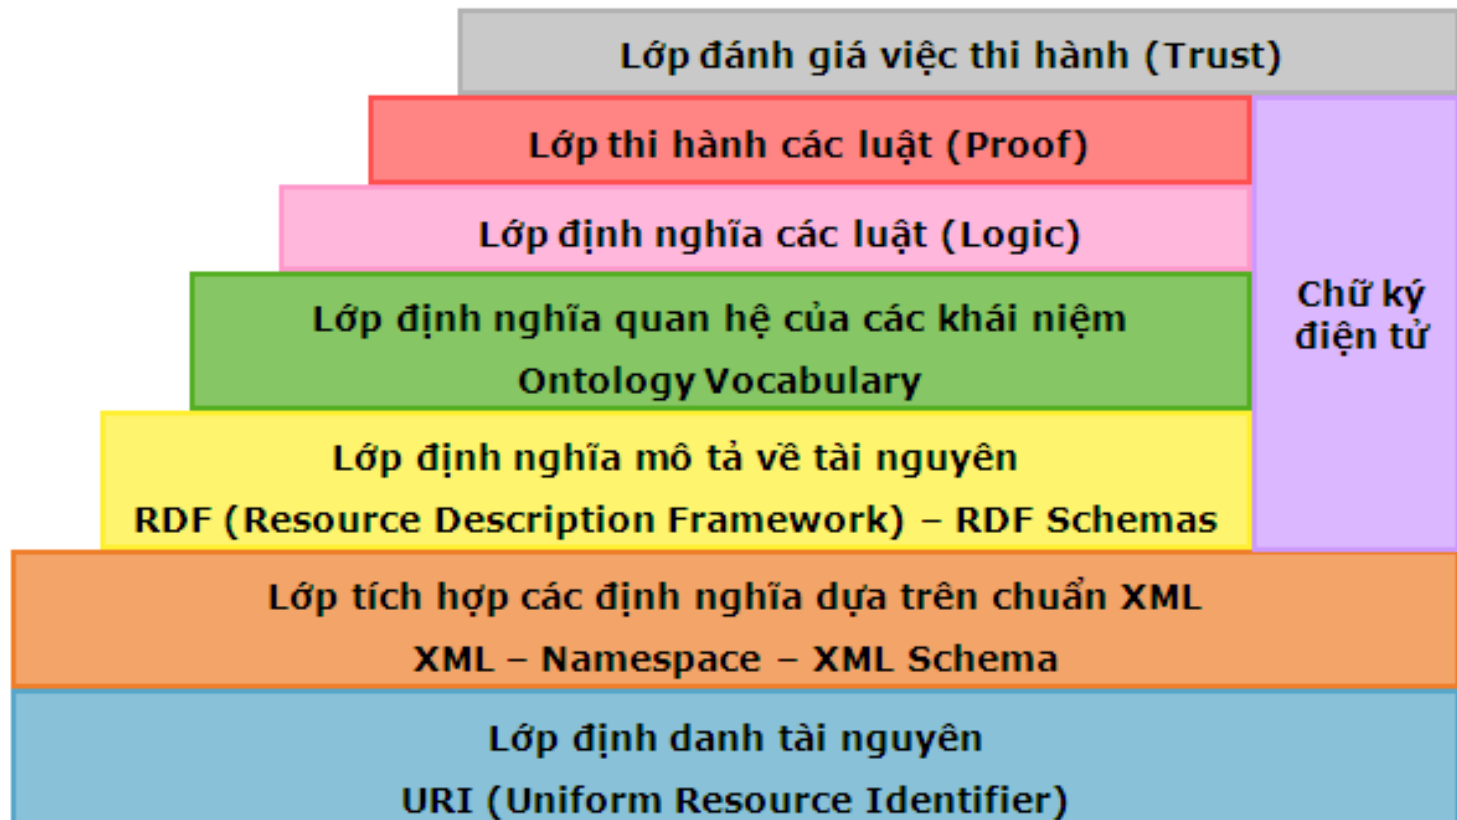 Lớp đánh giá việc thi hành (Trust)
Lớp thi hành các luật (Proof)
Lớp định nghĩa các luật (Logic)
Chữ ký
điện tử
Lớp định nghĩa quan hệ của các khái niệm
Ontology Vocabulary
Lớp định nghĩa mô tả về tài nguyên
RDF (Resource Description Framework) – RDF Schemas
Lớp tích hợp các định nghĩa dựa trên chuẩn XML
XML – Namespace – XML Schema
Lớp định danh tài nguyên
URI (Uniform Resource Identifier)